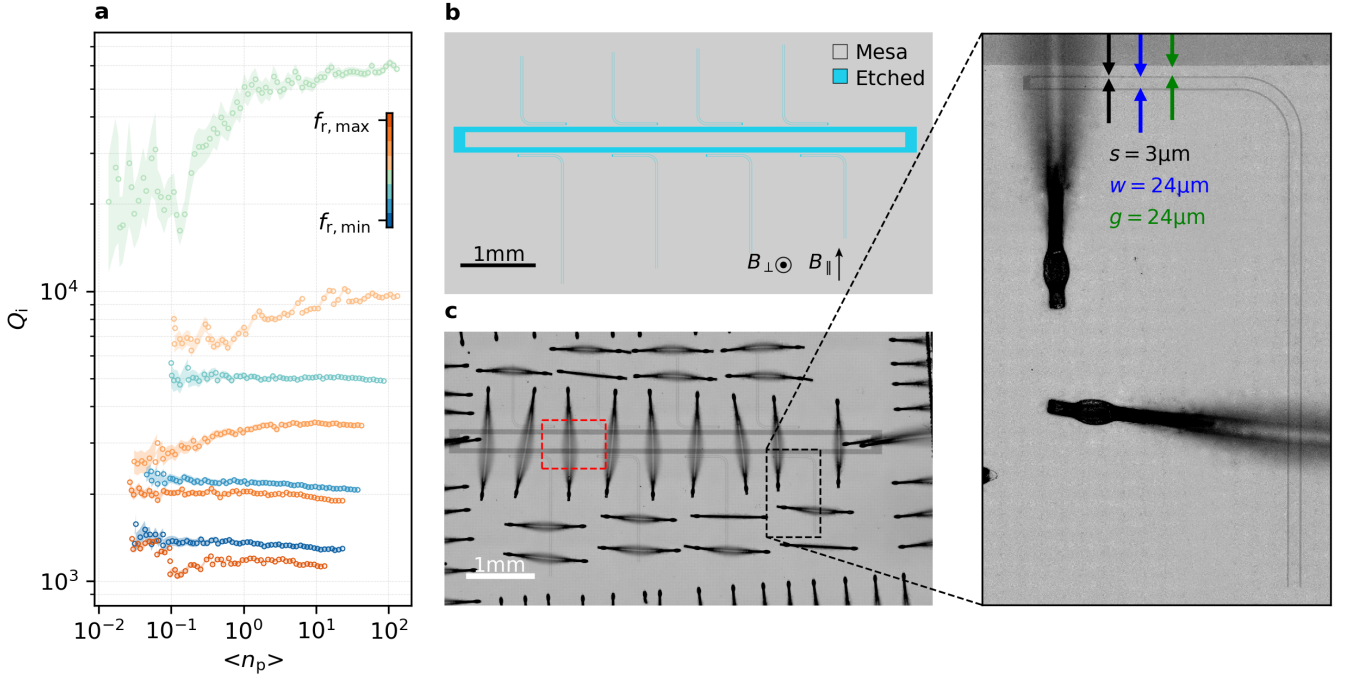 a
Q_i
10^4
10^3
10^−2
10^−1
10^0
10^1
10^2
<n_p>
f_r,max
f_r,min
b
Mesa
Etched
1mm
B_⊥⊙
B_∥
c
1mm
s = 3μm
w = 24μm
g = 24μm